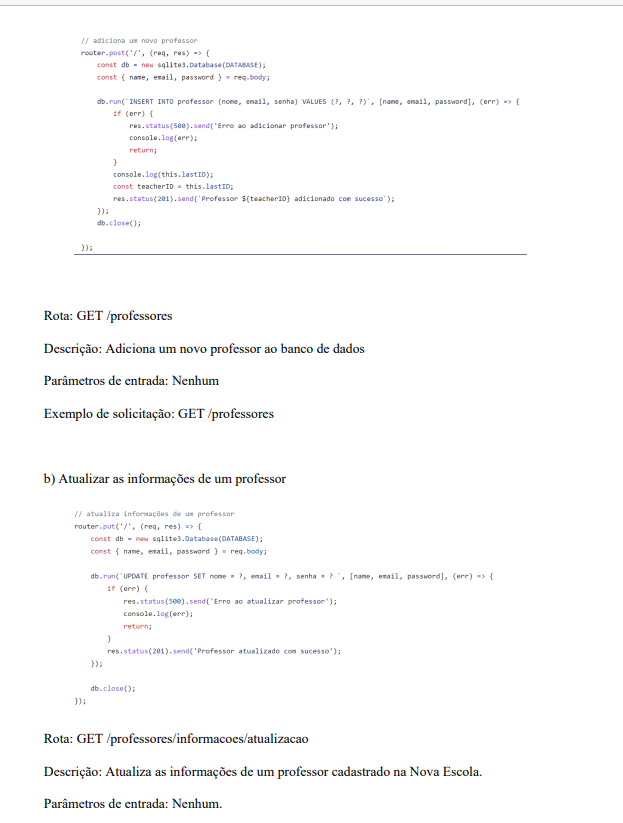 // adiciona um novo professor
router.post('/', (req, res) => {
const db = new sqlite3.Database(DATABASE);
const { name, email, password } = req.body;
db.run(`INSERT INTO professor (nome, email, senha) VALUES (?, ?, ?)`, [name, email, password], (err) => {
if (err) {
res.status(500).send('Erro ao adicionar professor');
console.log(err);
return;
}
console.log(this.lastID);
const teacherID = this.lastID;
res.status(201).send(`Professor ${teacherID} adicionado com sucesso`);
});
db.close();
});
Rota: GET /professores
Descrição: Adiciona um novo professor ao banco de dados
Parâmetros de entrada: Nenhum
Exemplo de solicitação: GET /professores
b) Atualizar as informações de um professor
// atualiza informações de um professor
router.put('/', (req, res) => {
const db = new sqlite3.Database(DATABASE);
const { name, email, password } = req.body;
db.run(`UPDATE professor SET nome = ?, email = ?, senha = ? `, [name, email, password], (err) => {
if (err) {
res.status(500).send('Erro ao atualizar professor');
console.log(err);
return;
}
res.status(201).send('Professor atualizado com sucesso');
});
db.close();
});
Rota: GET /professores/informacoes/atualizacao
Descrição: Atualiza as informações de um professor cadastrado na Nova Escola.
Parâmetros de entrada: Nenhum.